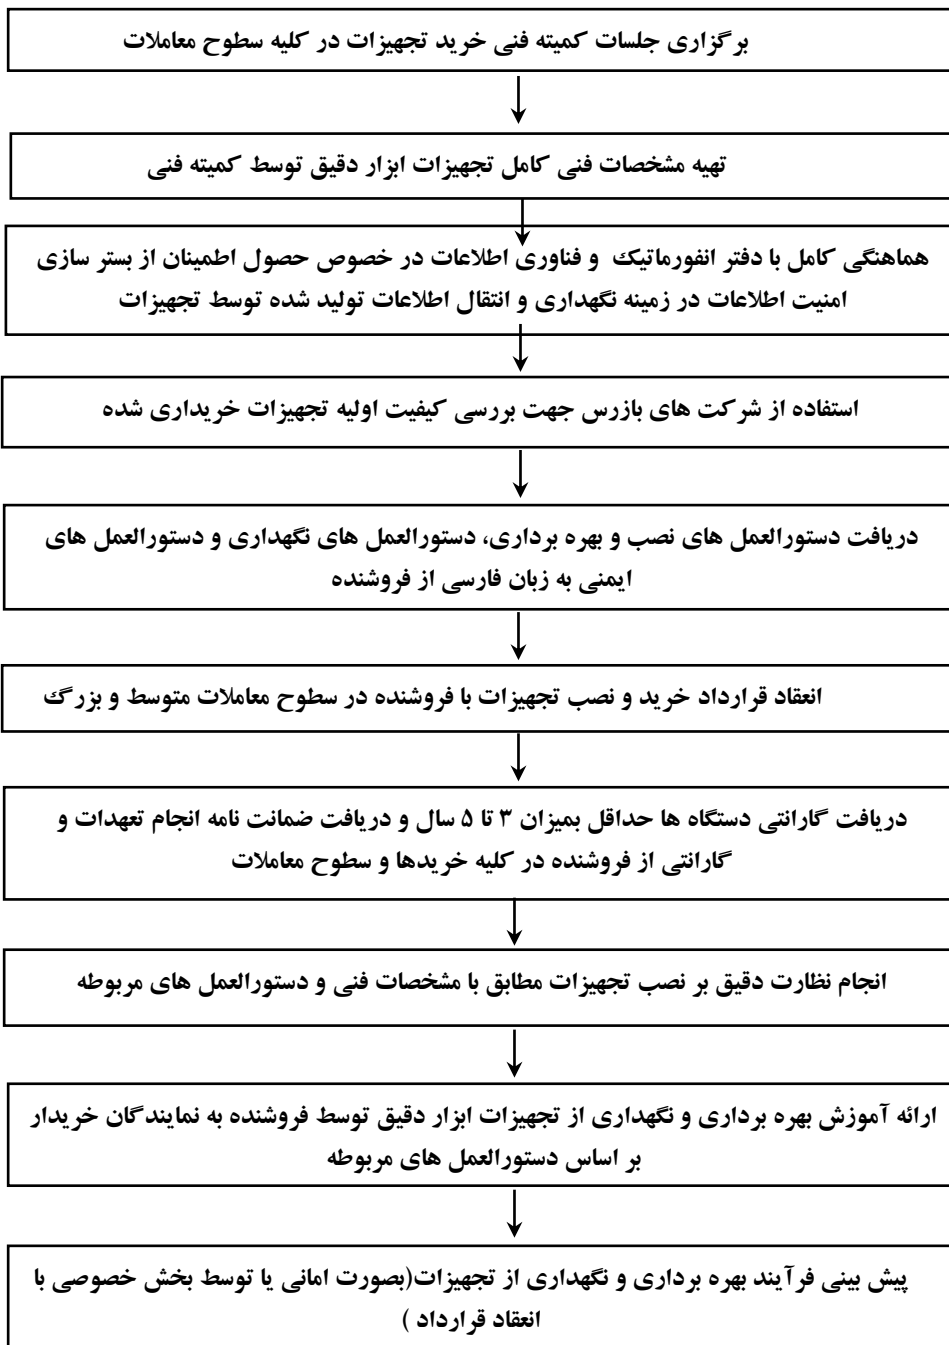 برگزاری جلسات کمیته فنی خرید تجهیزات در کلیه سطوح معاملات
تهیه مشخصات فنی کامل تجهیزات ابزار دقیق توسط کمیته فنی
هماهنگی کامل با دفتر انفورماتیک و فناوری اطلاعات در خصوص حصول اطمینان از بستر سازی
امنیت اطلاعات در زمینه نگهداری و انتقال اطلاعات تولید شده توسط تجهیزات
استفاده از شرکت های بازرس جهت بررسی کیفیت اولیه تجهیزات خریداری شده
دریافت دستورالعمل های نصب و بهره برداری، دستورالعمل های نگهداری و دستورالعمل های
ایمنی به زبان فارسی از فروشنده
انعقاد قرارداد خرید و نصب تجهیزات با فروشنده در سطوح معاملات متوسط و بزرگ
دریافت گارانتی دستگاه ها حداقل بمیزان ۳ تا ۵ سال و دریافت ضمانت نامه انجام تعهدات و
گارانتی از فروشنده در کلیه خریدها و سطوح معاملات
انجام نظارت دقیق بر نصب تجهیزات مطابق با مشخصات فنی و دستورالعمل های مربوطه
ارائه آموزش بهره برداری و نگهداری از تجهیزات ابزار دقیق توسط فروشنده به نمایندگان خریدار
بر اساس دستورالعمل های مربوطه
پیش بینی فرآیند بهره برداری و نگهداری از تجهیزات(بصورت امانی یا توسط بخش خصوصی با
انعقاد قرارداد )